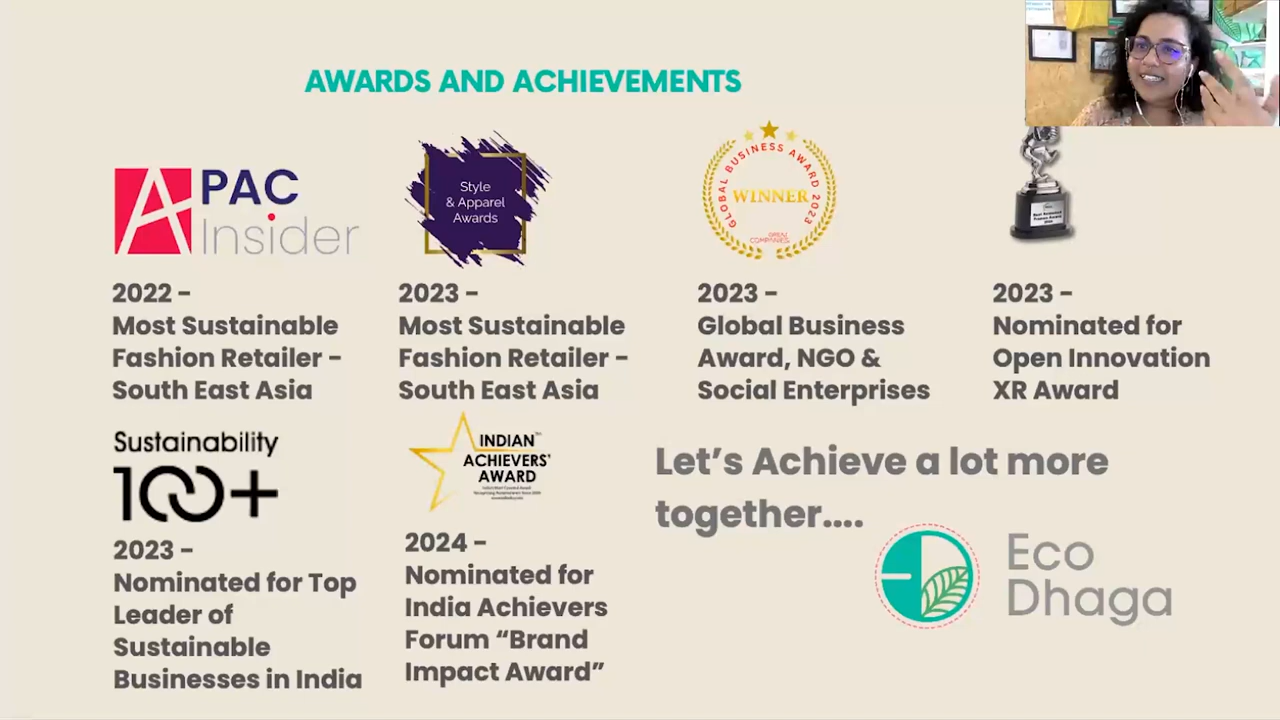 AWARDS AND ACHIEVEMENTS
APAC
Insider
2022 -
Most Sustainable
Fashion Retailer -
South East Asia
Style
& Apparel
Awards
2023 -
Most Sustainable
Fashion Retailer -
South East Asia
GLOBAL BUSINESS AWARD 2023
WINNER
GREAT
COMPANIES
2023 -
Global Business
Award, NGO &
Social Enterprises
2023 -
Nominated for
Open Innovation
XR Award
Sustainability
100+
2023 -
Nominated for Top
Leader of
Sustainable
Businesses in India
INDIAN™
ACHIEVERS'
AWARD
2024 -
Nominated for
India Achievers
Forum “Brand
Impact Award”
Let’s Achieve a lot more
together....
Eco
Dhaga